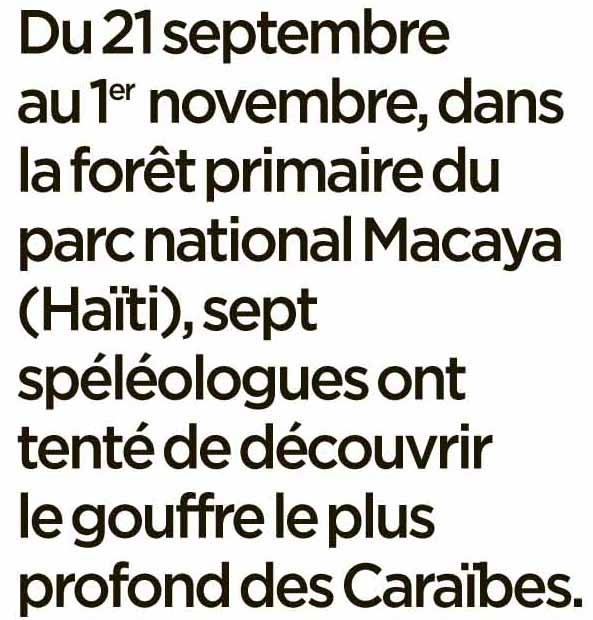 Du 21 septembre
au 1er novembre, dans
la forêt primaire du
parc national Macaya
(Haïti), sept
spéléologues ont
tenté de découvrir
le gouffre le plus
profond des Caraïbes.